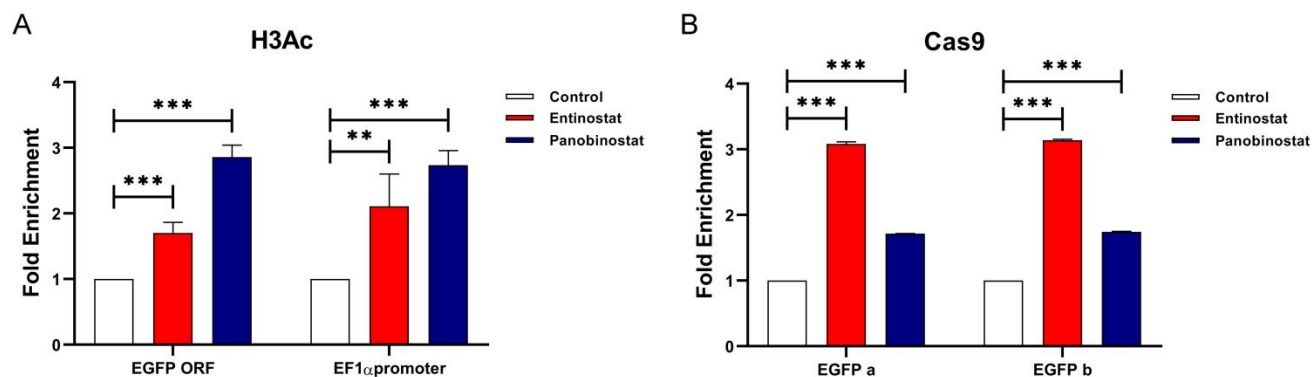 A
H3Ac
Fold Enrichment
4
3
2
1
0
***
***
***
**
EGFP ORF
EF1αpromoter
Control
Entinostat
Panobinostat
B
Cas9
Fold Enrichment
4
3
2
1
0
***
***
***
***
EGFP a
EGFP b
Control
Entinostat
Panobinostat